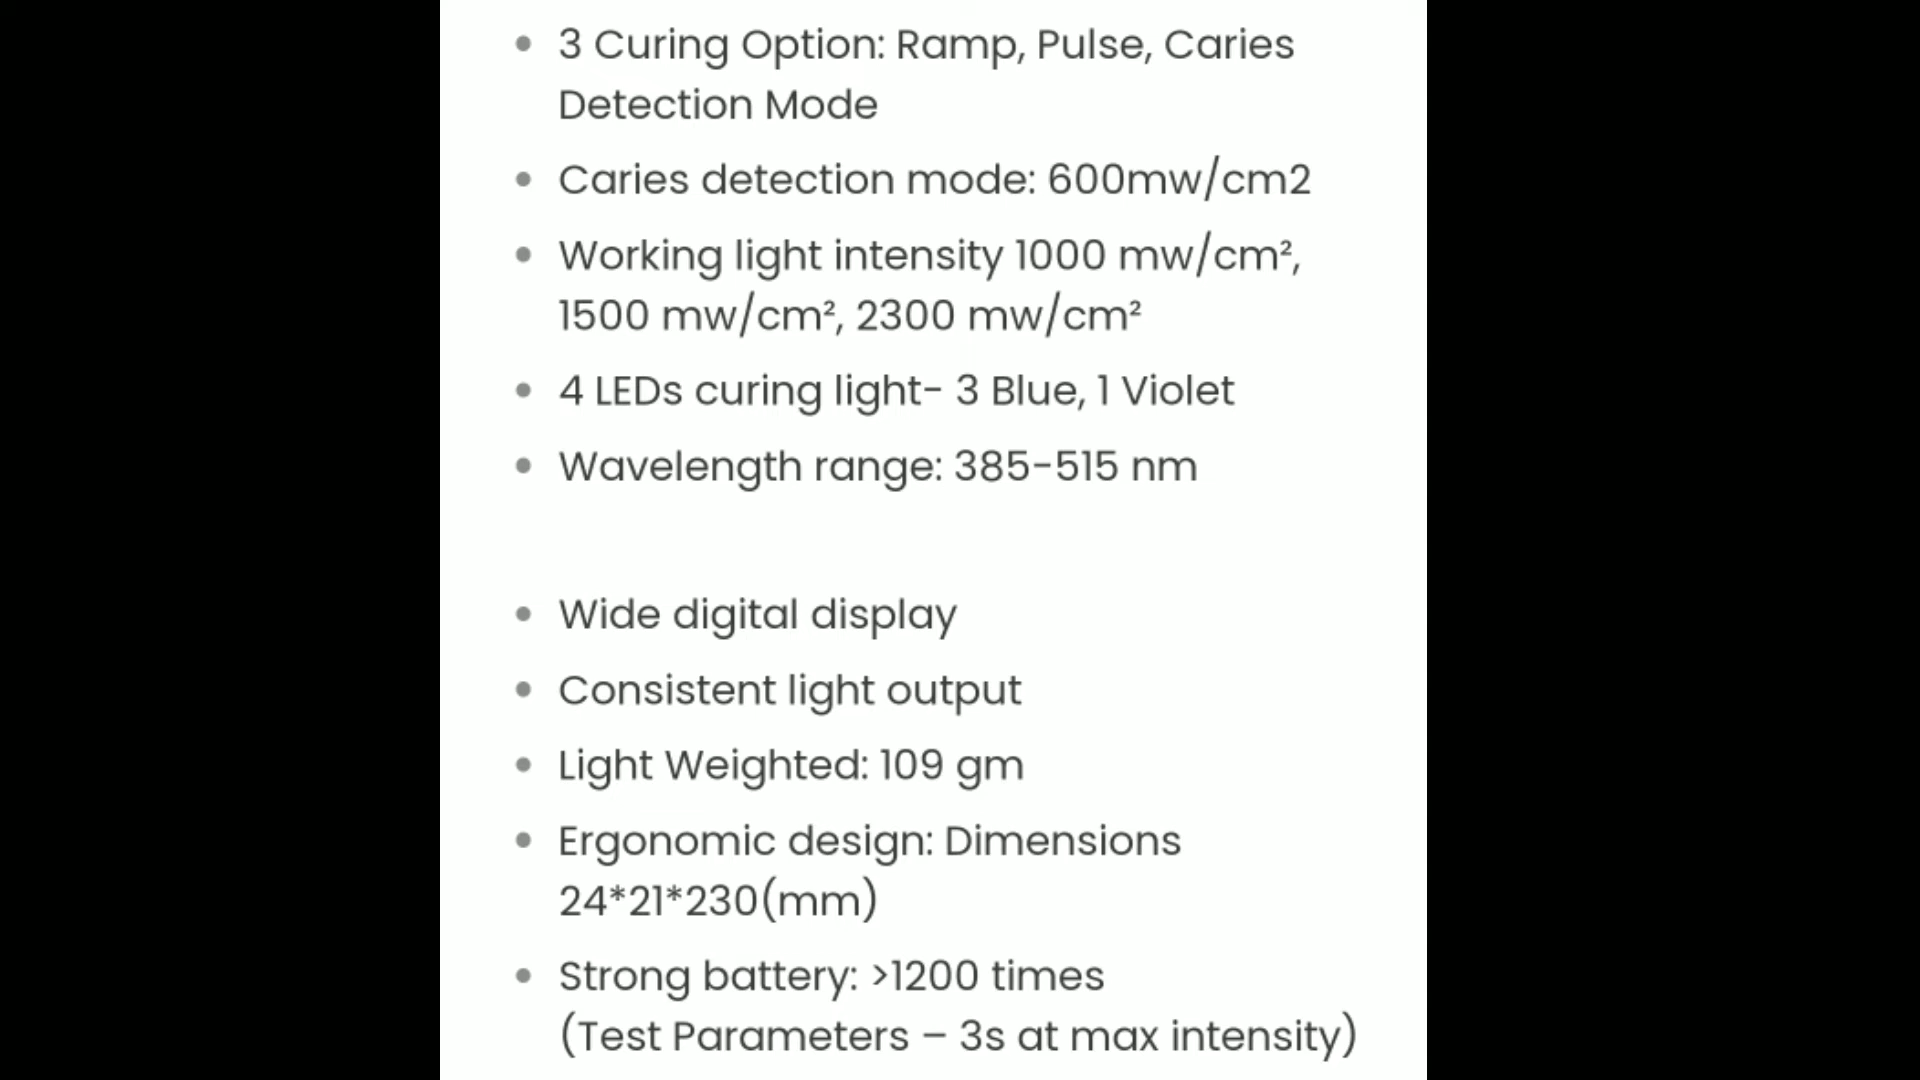 • 3 Curing Option: Ramp, Pulse, Caries
Detection Mode
• Caries detection mode: 600mw/cm2
• Working light intensity 1000 mw/cm²,
1500 mw/cm², 2300 mw/cm²
• 4 LEDs curing light- 3 Blue, 1 Violet
• Wavelength range: 385-515 nm
• Wide digital display
• Consistent light output
• Light Weighted: 109 gm
• Ergonomic design: Dimensions
24*21*230(mm)
• Strong battery: >1200 times
(Test Parameters – 3s at max intensity)